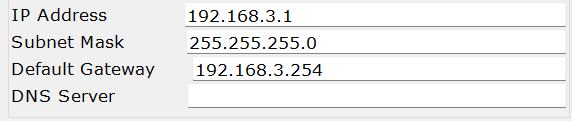 IP Address 192.168.3.1
Subnet Mask 255.255.255.0
Default Gateway 192.168.3.254
DNS Server